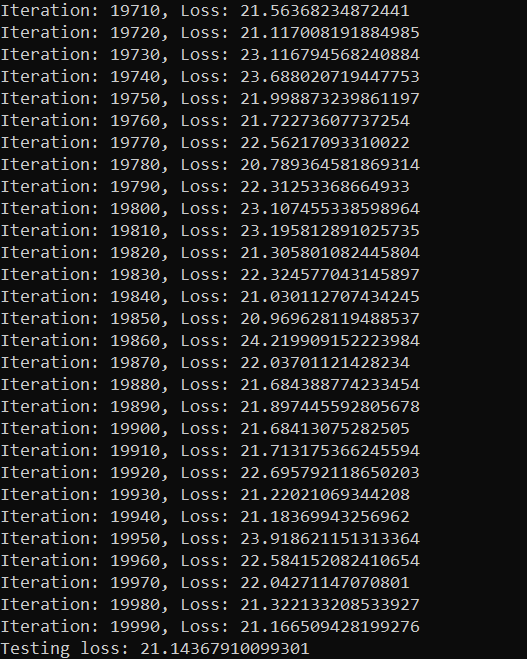 Iteration: 19710, Loss: 21.56368234872441
Iteration: 19720, Loss: 21.117008191884985
Iteration: 19730, Loss: 23.116794568240884
Iteration: 19740, Loss: 23.688020719447753
Iteration: 19750, Loss: 21.998873239861197
Iteration: 19760, Loss: 21.72273607737254
Iteration: 19770, Loss: 22.56217093310022
Iteration: 19780, Loss: 20.789364581869314
Iteration: 19790, Loss: 22.31253368664933
Iteration: 19800, Loss: 23.107455338598964
Iteration: 19810, Loss: 23.195812891025735
Iteration: 19820, Loss: 21.305801082445804
Iteration: 19830, Loss: 22.324577043145897
Iteration: 19840, Loss: 21.030112707434245
Iteration: 19850, Loss: 20.969628119488537
Iteration: 19860, Loss: 24.219909152223984
Iteration: 19870, Loss: 22.03701121428234
Iteration: 19880, Loss: 21.684388774233454
Iteration: 19890, Loss: 21.897445592805678
Iteration: 19900, Loss: 21.68413075282505
Iteration: 19910, Loss: 21.713175366245594
Iteration: 19920, Loss: 22.695792118650203
Iteration: 19930, Loss: 21.22021069344208
Iteration: 19940, Loss: 21.18369943256962
Iteration: 19950, Loss: 23.918621151313364
Iteration: 19960, Loss: 22.584152082410654
Iteration: 19970, Loss: 22.04271147070801
Iteration: 19980, Loss: 21.322133208533927
Iteration: 19990, Loss: 21.166509428199276
Testing loss: 21.14367910099301